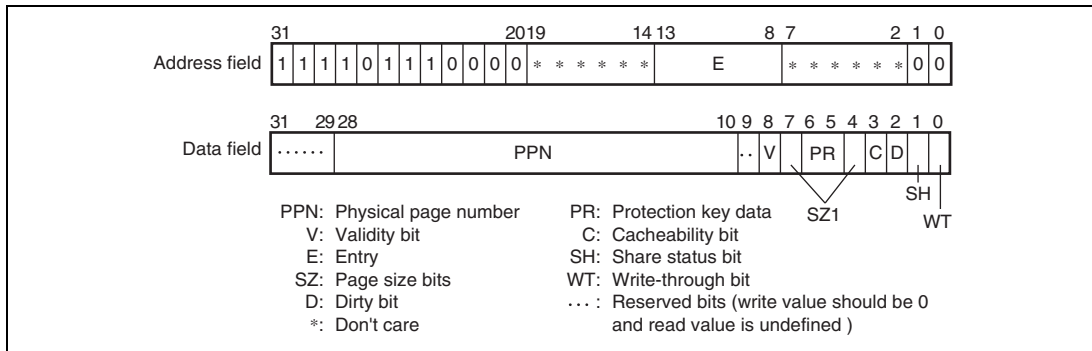 31 20 19 14 13 8 7 2 1 0
Address field 1 1 1 1 0 1 1 1 0 0 0 0 * * * * * * E * * * * * * 0 0
31 29 28 10 9 8 7 6 5 4 3 2 1 0
Data field ······ PPN ·· V PR C D
SZ1 SH WT
PPN: Physical page number
V: Validity bit
E: Entry
SZ: Page size bits
D: Dirty bit
*: Don't care
PR: Protection key data
C: Cacheability bit
SH: Share status bit
WT: Write-through bit
···: Reserved bits (write value should be 0
and read value is undefined )